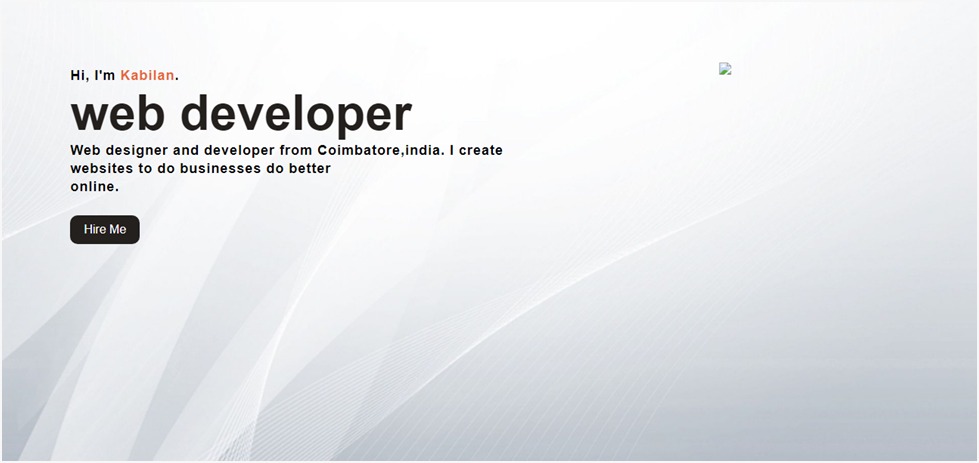 Hi, I'm Kabilan.
web developer
Web designer and developer from Coimbatore,india. I create
websites to do businesses do better
online.
Hire Me